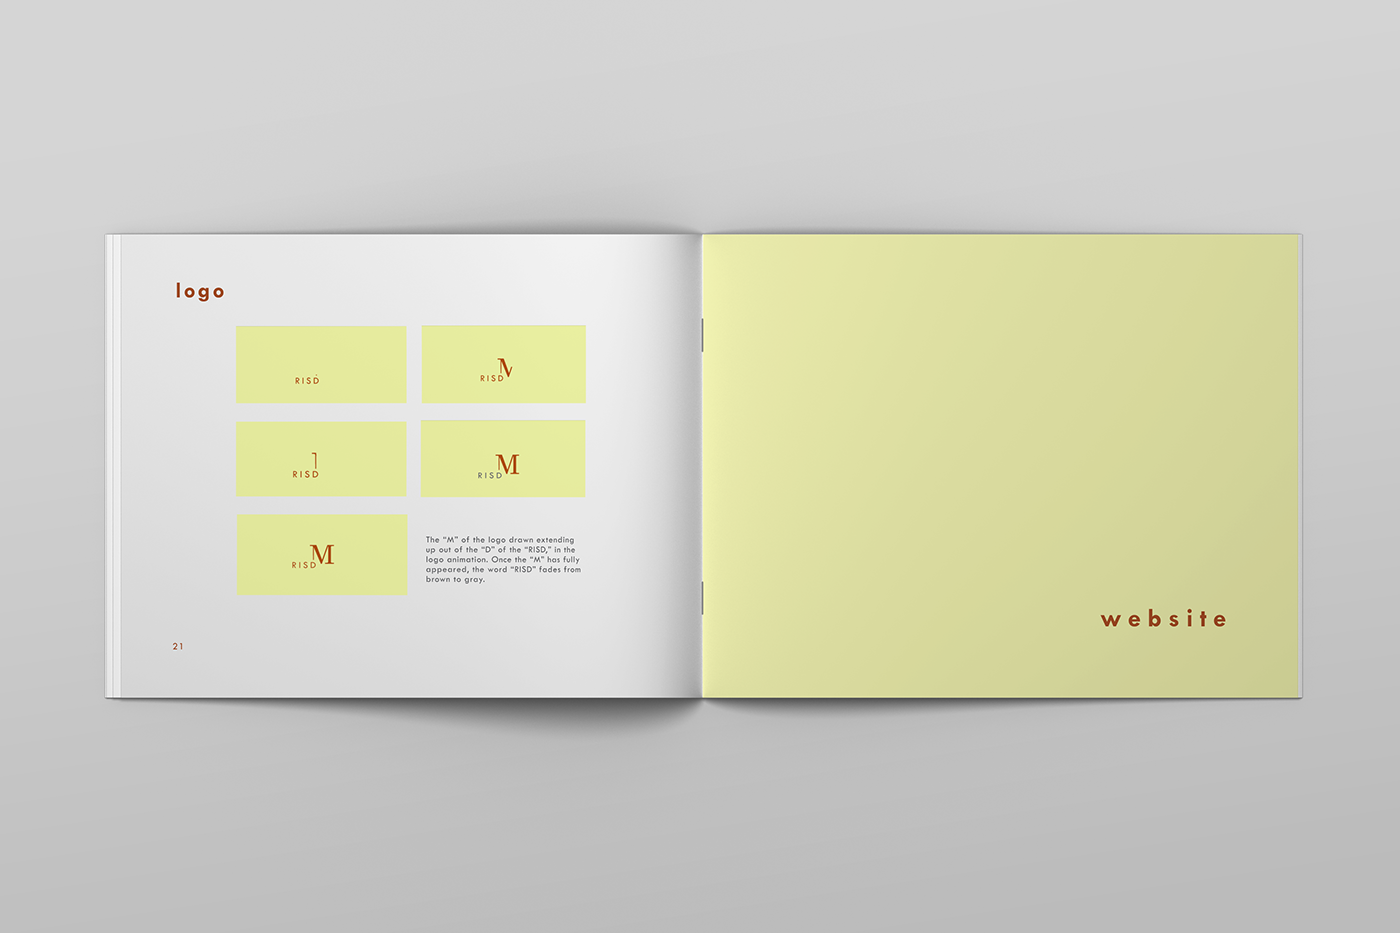 logo
RISD
RISD M
RISD
RISD M
RISD M
The “M” of the logo drawn extending
up out of the “D” of the “RISD,” in the
logo animation. Once the “M” has fully
appeared, the word “RISD” fades from
brown to gray.
21
website